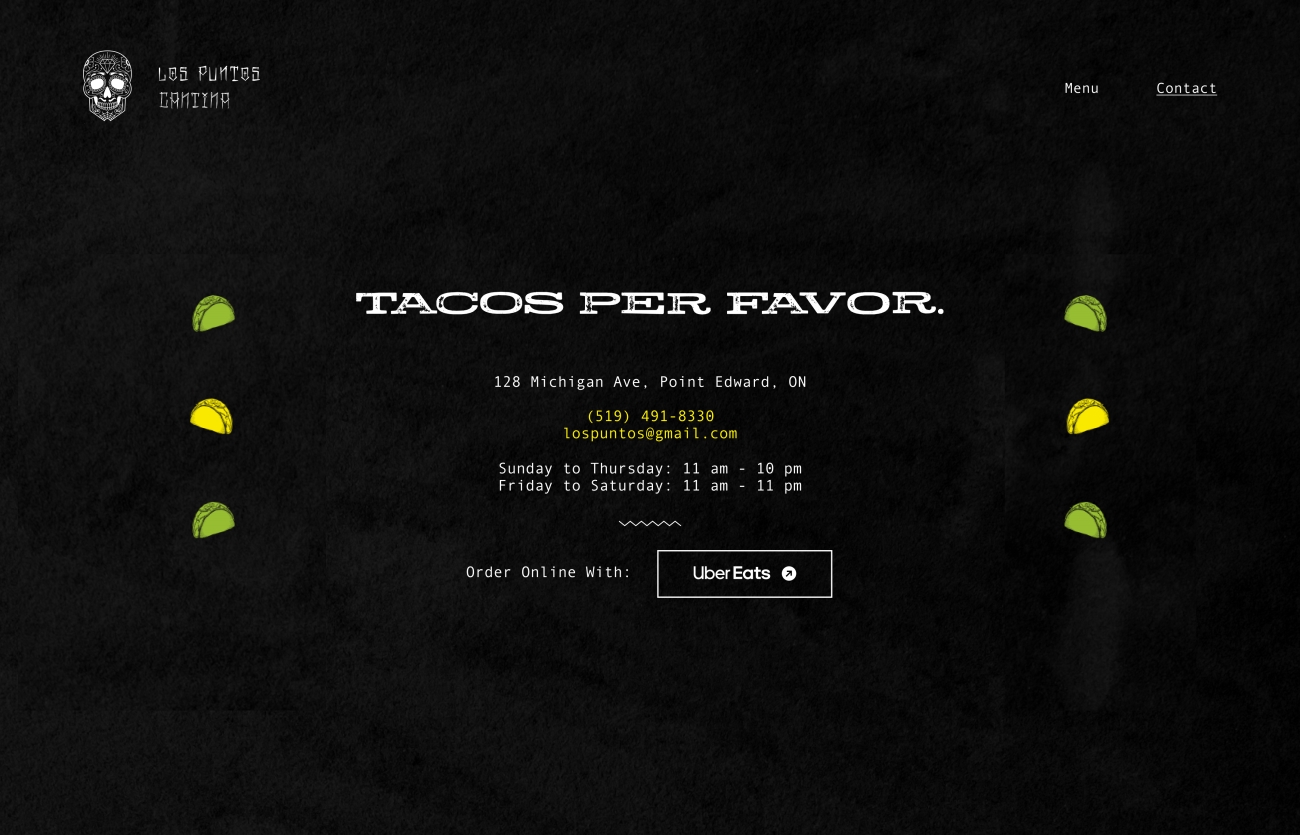 LOS PUNTOS
CANTINA
Menu
Contact
TACOS PER FAVOR.
128 Michigan Ave, Point Edward, ON
(519) 491-8330
lospuntos@gmail.com
Sunday to Thursday: 11 am - 10 pm
Friday to Saturday: 11 am - 11 pm
Order Online With:
Uber Eats